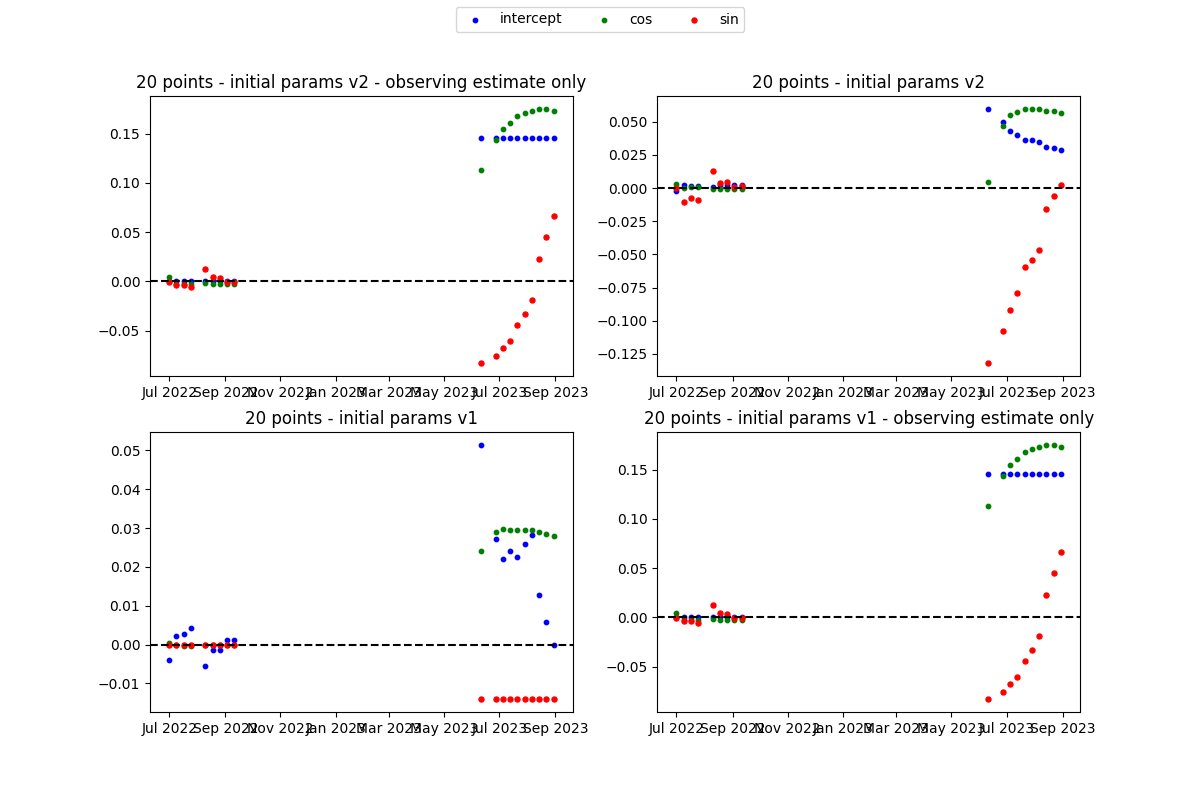 intercept cos sin
20 points - initial params v2 - observing estimate only
0.15
0.10
0.05
0.00
−0.05
Jul 2022 Sep 2022 Nov 2022 Jan 2023 Mar 2023 May 2023 Jul 2023 Sep 2023
20 points - initial params v2
0.050
0.025
0.000
−0.025
−0.050
−0.075
−0.100
−0.125
Jul 2022 Sep 2022 Nov 2022 Jan 2023 Mar 2023 May 2023 Jul 2023 Sep 2023
20 points - initial params v1
0.05
0.04
0.03
0.02
0.01
0.00
−0.01
Jul 2022 Sep 2022 Nov 2022 Jan 2023 Mar 2023 May 2023 Jul 2023 Sep 2023
20 points - initial params v1 - observing estimate only
0.15
0.10
0.05
0.00
−0.05
Jul 2022 Sep 2022 Nov 2022 Jan 2023 Mar 2023 May 2023 Jul 2023 Sep 2023